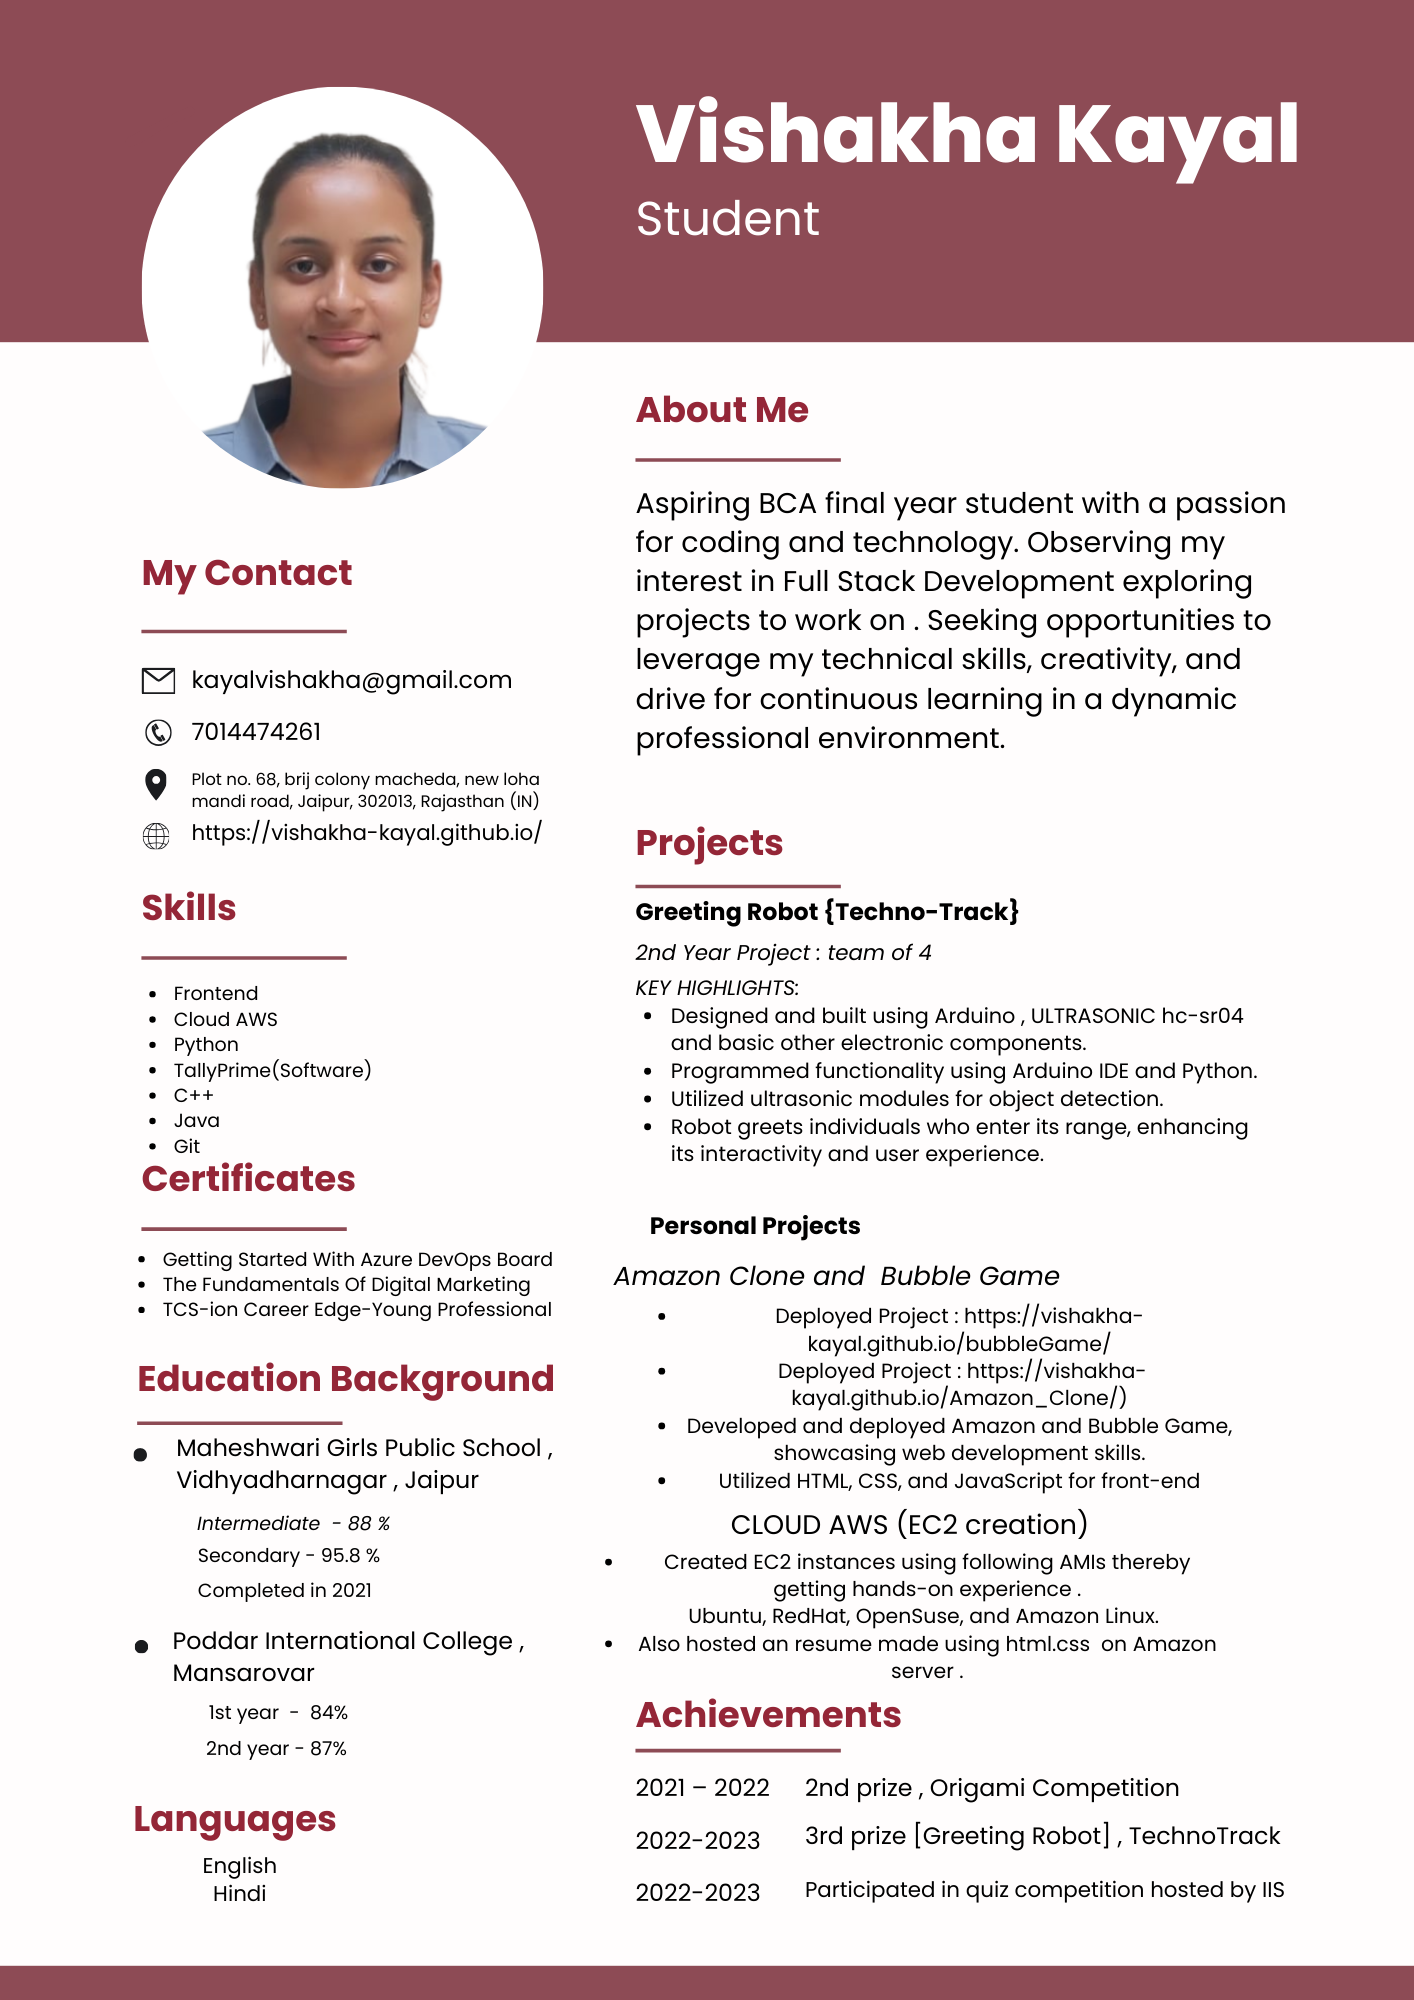 Vishakha Kayal
Student
My Contact
kayalvishakha@gmail.com
7014474261
Plot no. 68, brij colony macheda, new loha
mandi road, Jaipur, 302013, Rajasthan (IN)
https://vishakha-kayal.github.io/
Skills
• Frontend
• Cloud AWS
• Python
• TallyPrime(Software)
• C++
• Java
• Git
Certificates
• Getting Started With Azure DevOps Board
• The Fundamentals Of Digital Marketing
• TCS-ion Career Edge-Young Professional
Education Background
• Maheshwari Girls Public School ,
Vidhyadharnagar , Jaipur
Intermediate - 88 %
Secondary - 95.8 %
Completed in 2021
• Poddar International College ,
Mansarovar
1st year - 84%
2nd year - 87%
Languages
English
Hindi
About Me
Aspiring BCA final year student with a passion
for coding and technology. Observing my
interest in Full Stack Development exploring
projects to work on . Seeking opportunities to
leverage my technical skills, creativity, and
drive for continuous learning in a dynamic
professional environment.
Projects
Greeting Robot {Techno-Track}
2nd Year Project : team of 4
KEY HIGHLIGHTS:
• Designed and built using Arduino , ULTRASONIC hc-sr04
and basic other electronic components.
• Programmed functionality using Arduino IDE and Python.
• Utilized ultrasonic modules for object detection.
• Robot greets individuals who enter its range, enhancing
its interactivity and user experience.
Personal Projects
Amazon Clone and Bubble Game
• Deployed Project : https://vishakha-
kayal.github.io/bubbleGame/
• Deployed Project : https://vishakha-
kayal.github.io/Amazon_Clone/)
• Developed and deployed Amazon and Bubble Game,
showcasing web development skills.
• Utilized HTML, CSS, and JavaScript for front-end
CLOUD AWS (EC2 creation)
• Created EC2 instances using following AMIs thereby
getting hands-on experience .
Ubuntu, RedHat, OpenSuse, and Amazon Linux.
• Also hosted an resume made using html.css on Amazon
server .
Achievements
2021 – 2022 2nd prize , Origami Competition
2022-2023 3rd prize [Greeting Robot] , TechnoTrack
2022-2023 Participated in quiz competition hosted by IIS